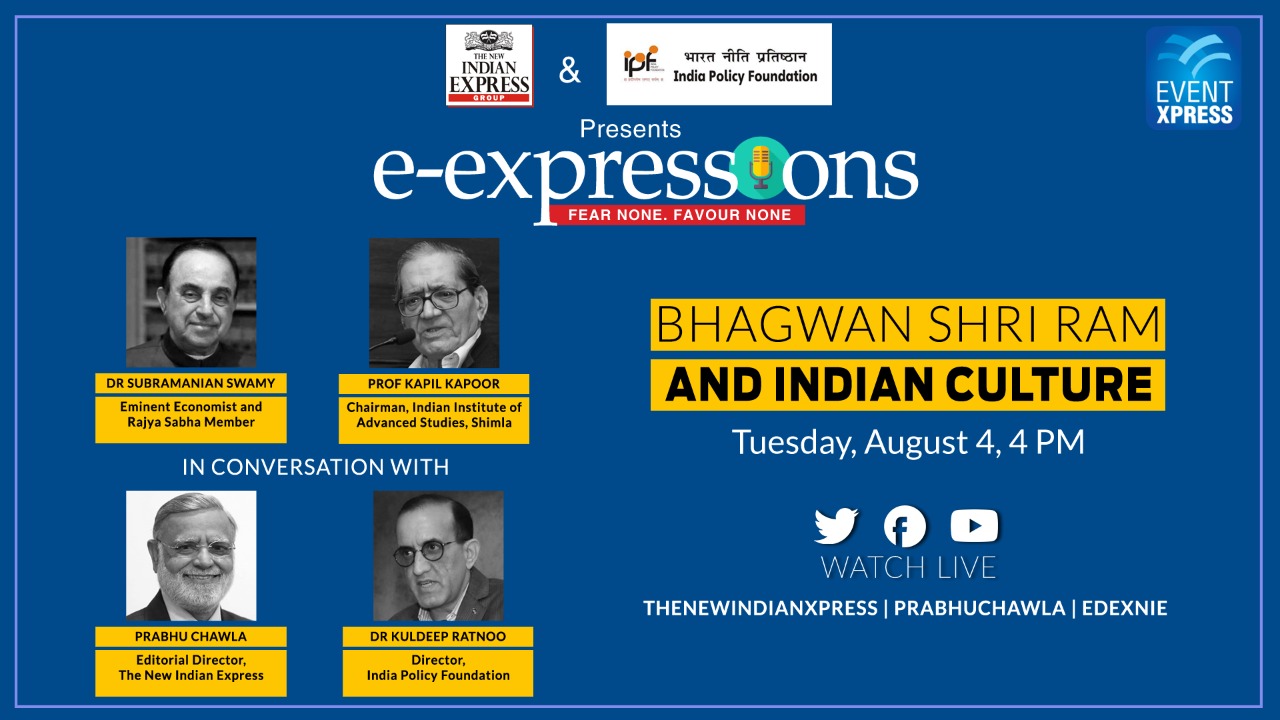 THE NEW
INDIAN
EXPRESS
GROUP
&
ipf
भारत नीति प्रतिष्ठान
India Policy Foundation
EVENT
XPRESS
Presents
e-expressions
FEAR NONE. FAVOUR NONE
DR SUBRAMANIAN SWAMY
Eminent Economist and
Rajya Sabha Member
PROF KAPIL KAPOOR
Chairman, Indian Institute of
Advanced Studies, Shimla
IN CONVERSATION WITH
PRABHU CHAWLA
Editorial Director,
The New Indian Express
DR KULDEEP RATNOO
Director,
India Policy Foundation
BHAGWAN SHRI RAM
AND INDIAN CULTURE
Tuesday, August 4, 4 PM
WATCH LIVE
THENEWINDIANXPRESS | PRABHUCHAWLA | EDEXNIE